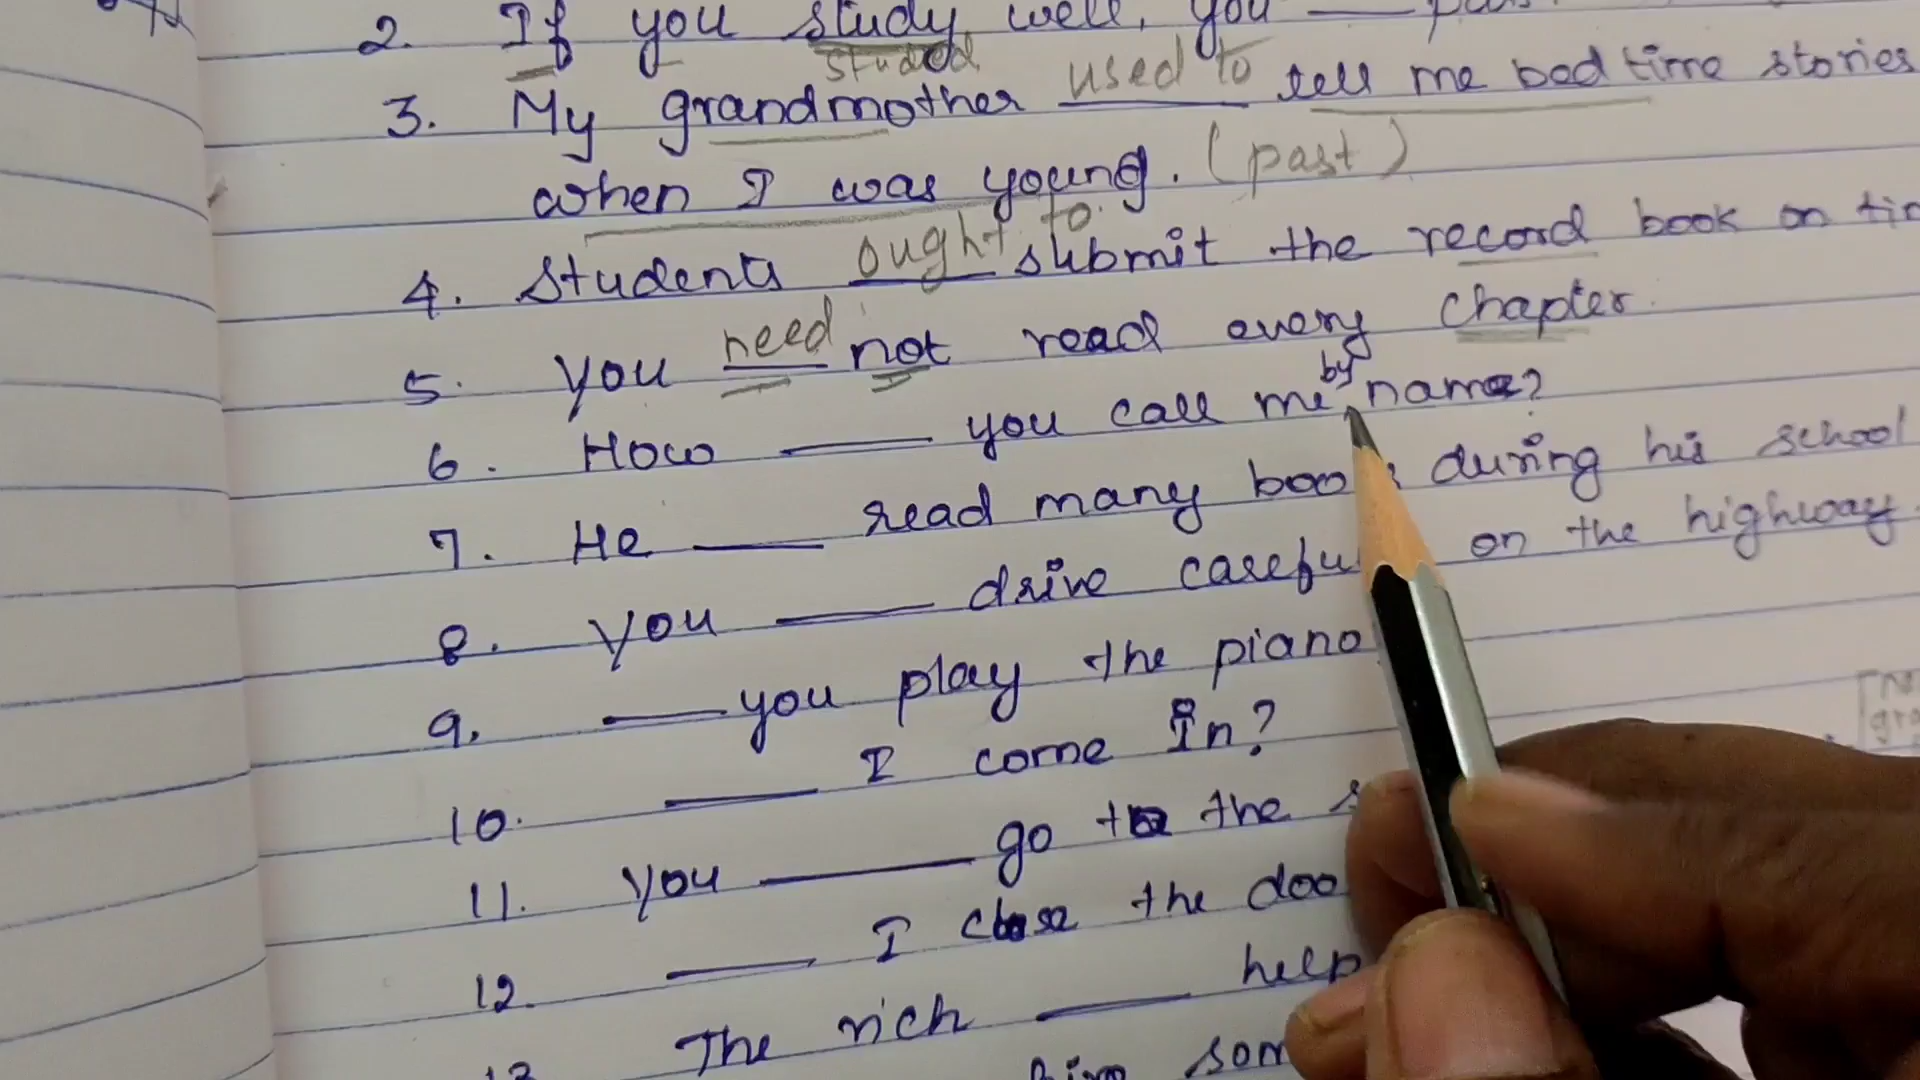 2. If you study well, you ___
studed
3. My grandmother used to tell me bed time stories
when I was young. (past)
4. Students ought to submit the record book on
5. You need not read every chapter.
6. How ___ you call me by name?
7. He ___ read many during his school
8. You ___ drive on the highway.
9. ___ you play the piano
10. ___ I come In?
11. You ___ go to the
12. ___ I close the
13. The rich ___ help
him